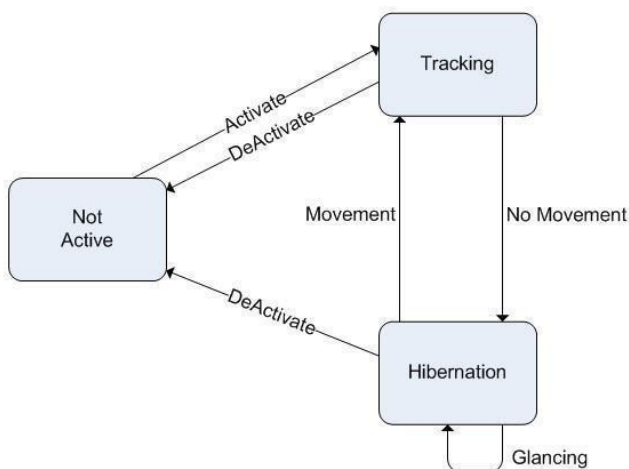 Tracking
Activate
DeActivate
Not
Active
Movement
No Movement
DeActivate
Hibernation
Glancing